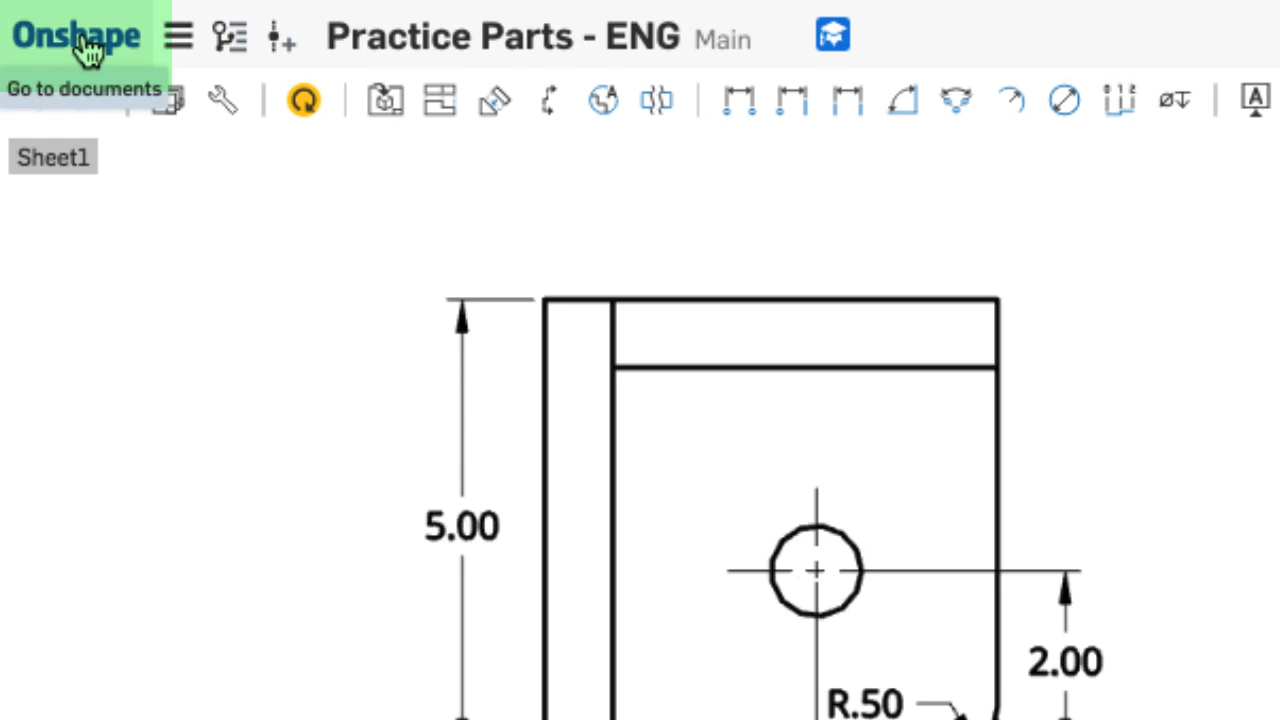 Onshape Practice Parts - ENG Main
Go to documents
A
A
Sheet1
5.00
2.00
R.50